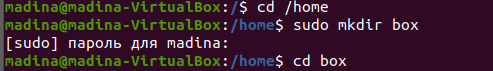 madina@madina-VirtualBox:/$ cd /home
madina@madina-VirtualBox:/home$ sudo mkdir box
[sudo] пароль для madina:
madina@madina-VirtualBox:/home$ cd box